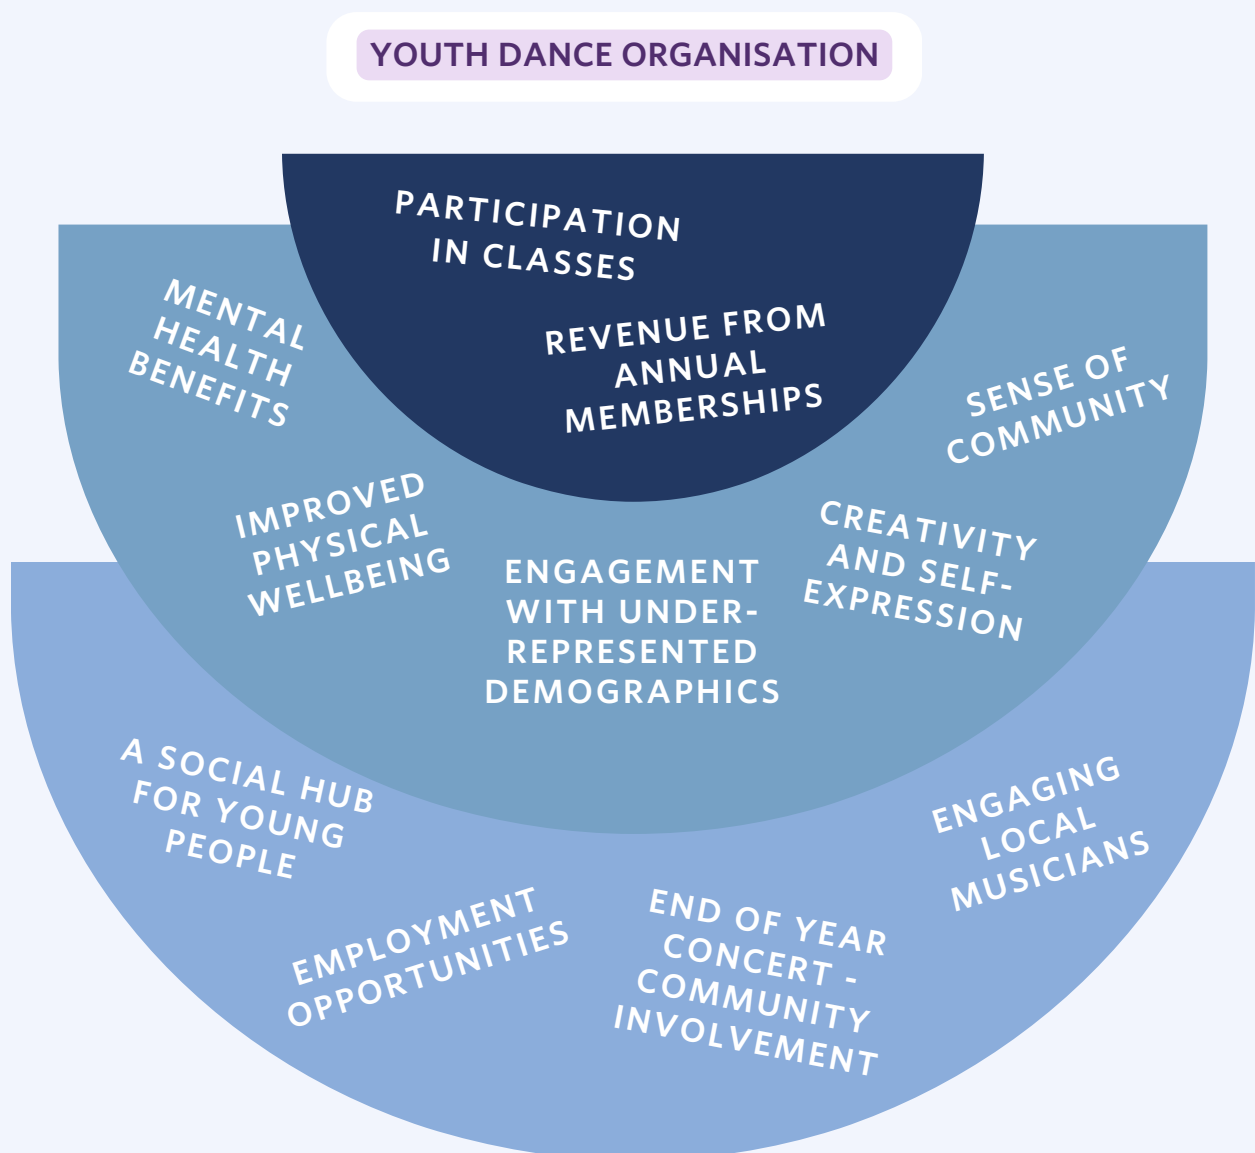 YOUTH DANCE ORGANISATION
PARTICIPATION
IN CLASSES
REVENUE FROM
ANNUAL
MEMBERSHIPS
MENTAL
HEALTH
BENEFITS
SENSE OF
COMMUNITY
IMPROVED
PHYSICAL
WELLBEING
ENGAGEMENT
WITH UNDER-
REPRESENTED
DEMOGRAPHICS
CREATIVITY
AND SELF-
EXPRESSION
A SOCIAL HUB
FOR YOUNG
PEOPLE
EMPLOYMENT
OPPORTUNITIES
END OF YEAR
CONCERT -
COMMUNITY
INVOLVEMENT
ENGAGING
LOCAL
MUSICIANS